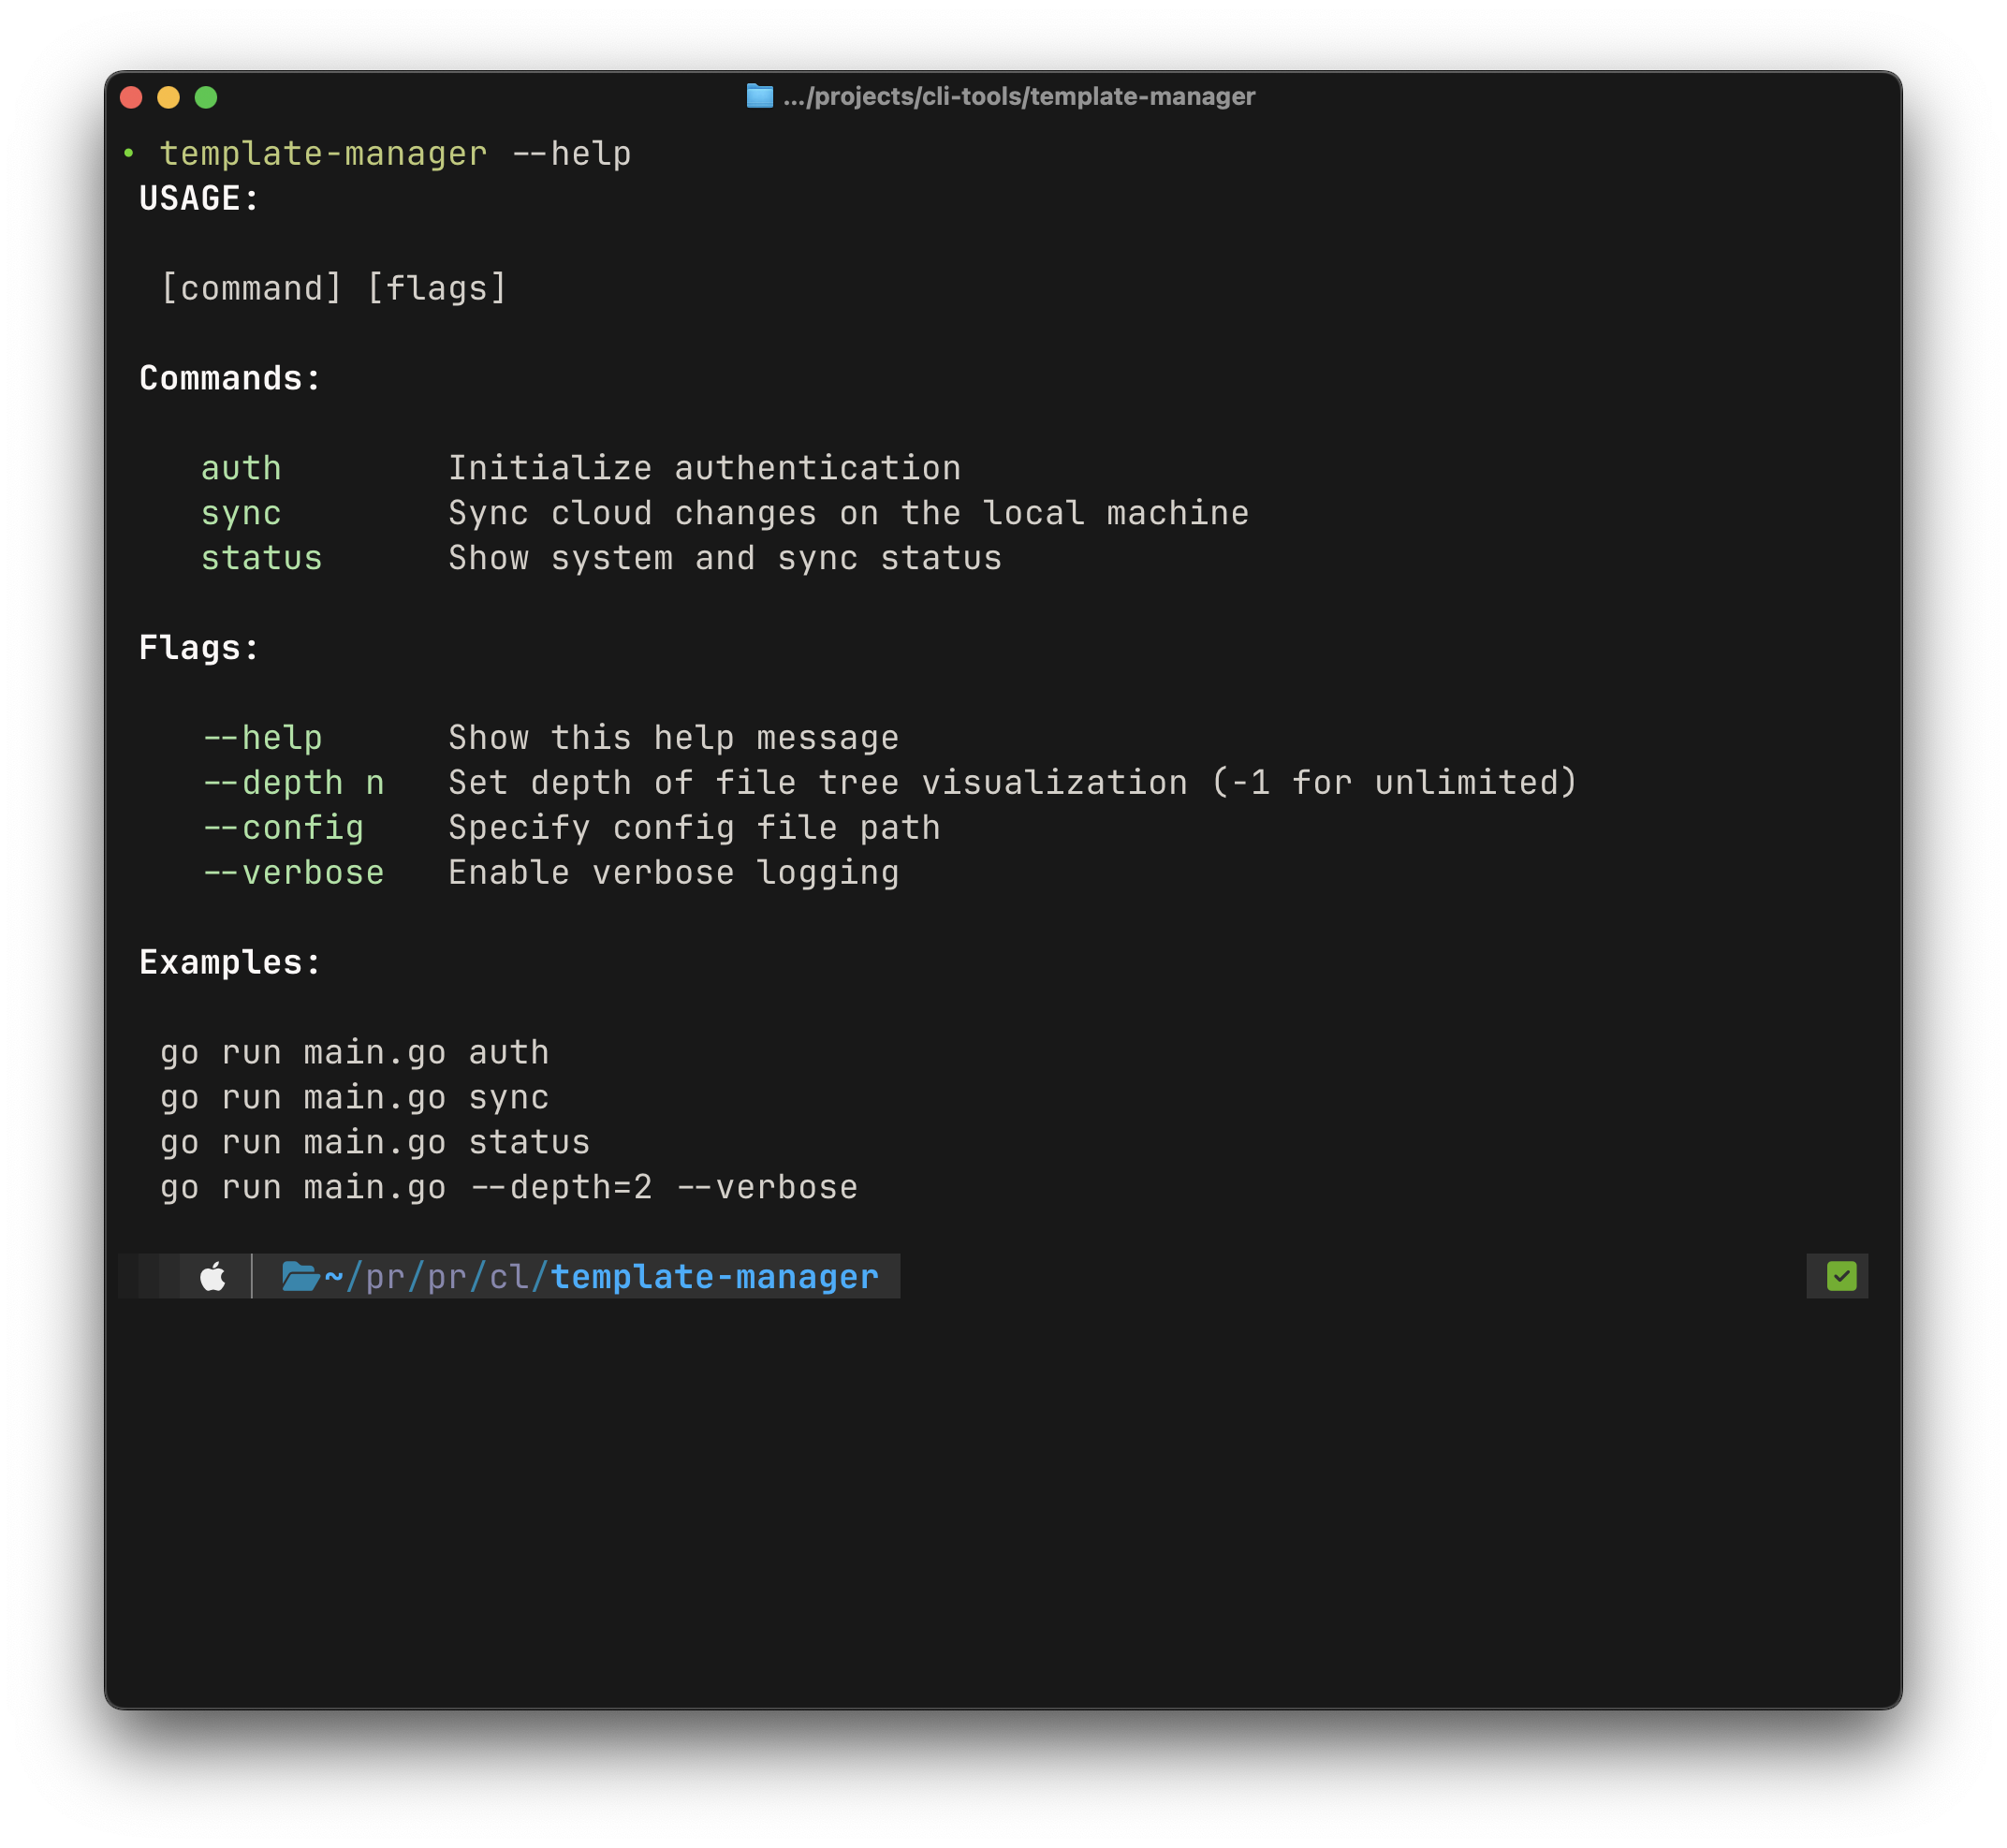 …/projects/cli-tools/template-manager
• template-manager --help
USAGE:
[command] [flags]
Commands:
auth Initialize authentication
sync Sync cloud changes on the local machine
status Show system and sync status
Flags:
--help Show this help message
--depth n Set depth of file tree visualization (-1 for unlimited)
--config Specify config file path
--verbose Enable verbose logging
Examples:
go run main.go auth
go run main.go sync
go run main.go status
go run main.go --depth=2 --verbose
~/pr/pr/cl/template-manager